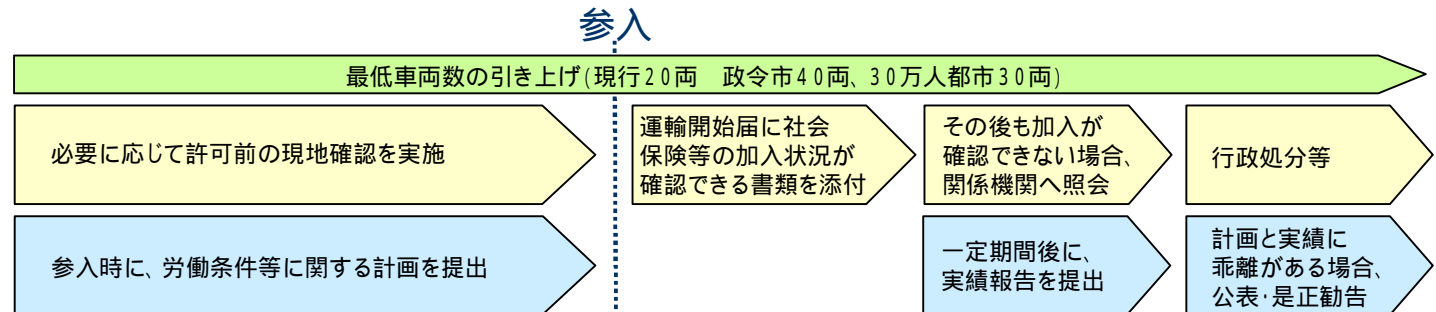 参入
最低車両数の引き上げ(現行20両　政令市40両、30万人都市30両)
必要に応じて許可前の現地確認を実施
運輸開始届に社会
保険等の加入状況が
確認できる書類を添付
その後も加入が
確認できない場合、
関係機関へ照会
行政処分等
参入時に、労働条件等に関する計画を提出
一定期間後に、
実績報告を提出
計画と実績に
乖離がある場合、
公表・是正勧告